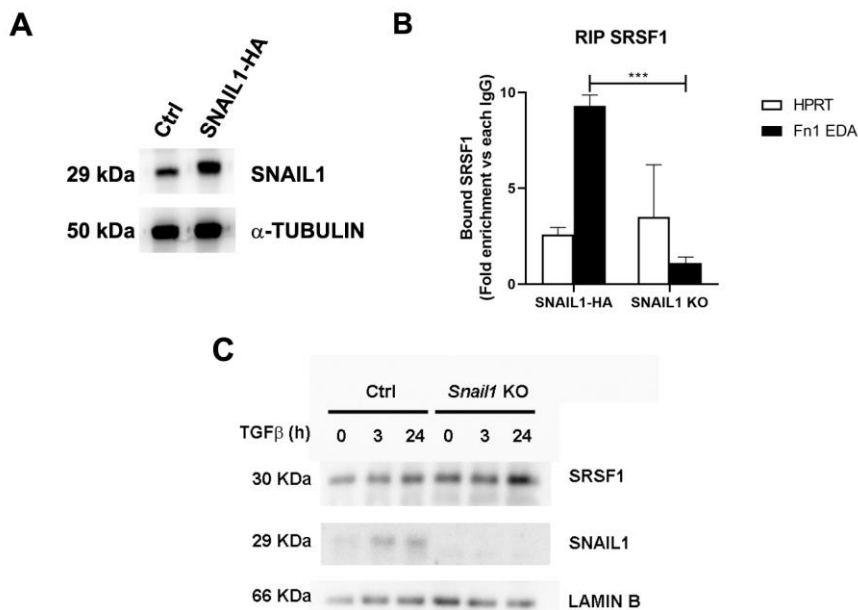 A
Ctrl
SNAIL1-HA
29 kDa
SNAIL1
50 kDa
α-TUBULIN
B
RIP SRSF1
***
10
5
0
Bound SRSF1
(Fold enrichment vs each IgG)
SNAIL1-HA
SNAIL1 KO
HPRT
Fn1 EDA
C
Ctrl
Snail1 KO
TGFβ (h)
0 3 24 0 3 24
30 KDa
SRSF1
29 KDa
SNAIL1
66 KDa
LAMIN B